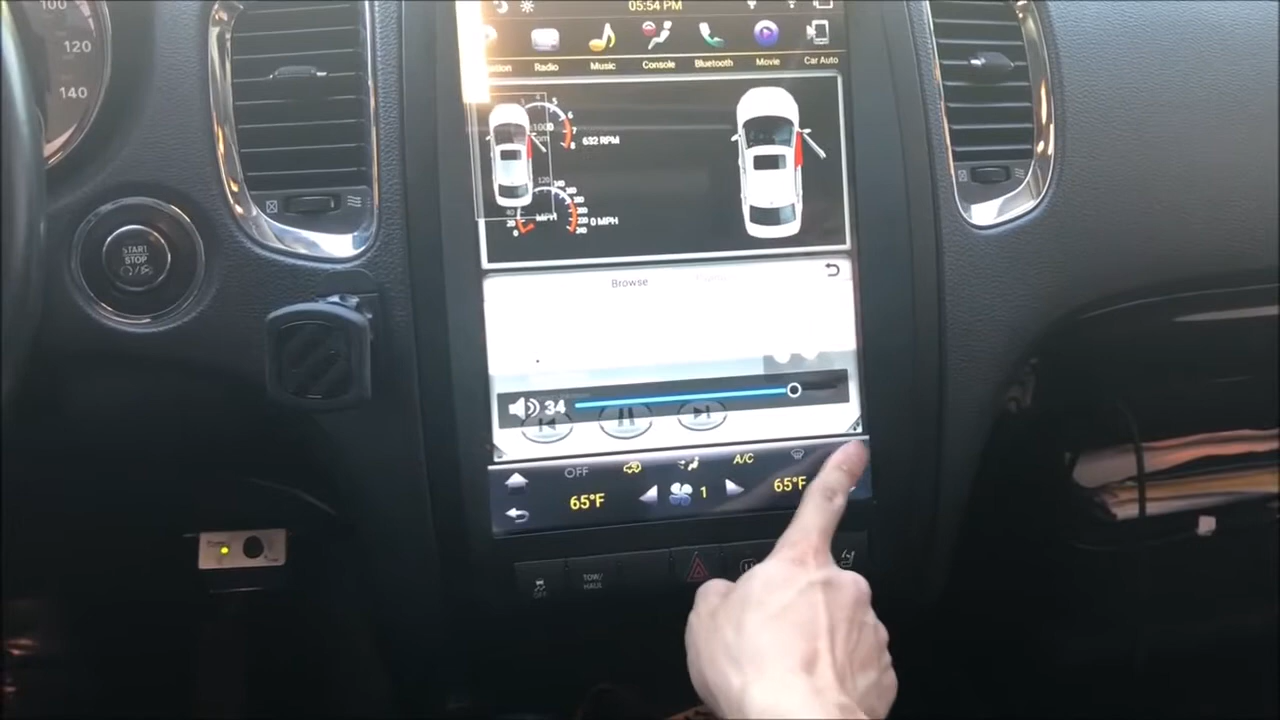 100
120
140
05:54 PM
Radio Music Console Bluetooth Movie Car Auto
632 RPM
0 MPH
START
STOP
Browse
34
OFF A/C
65°F 1 65°F
OFF
TOW/
HAUL